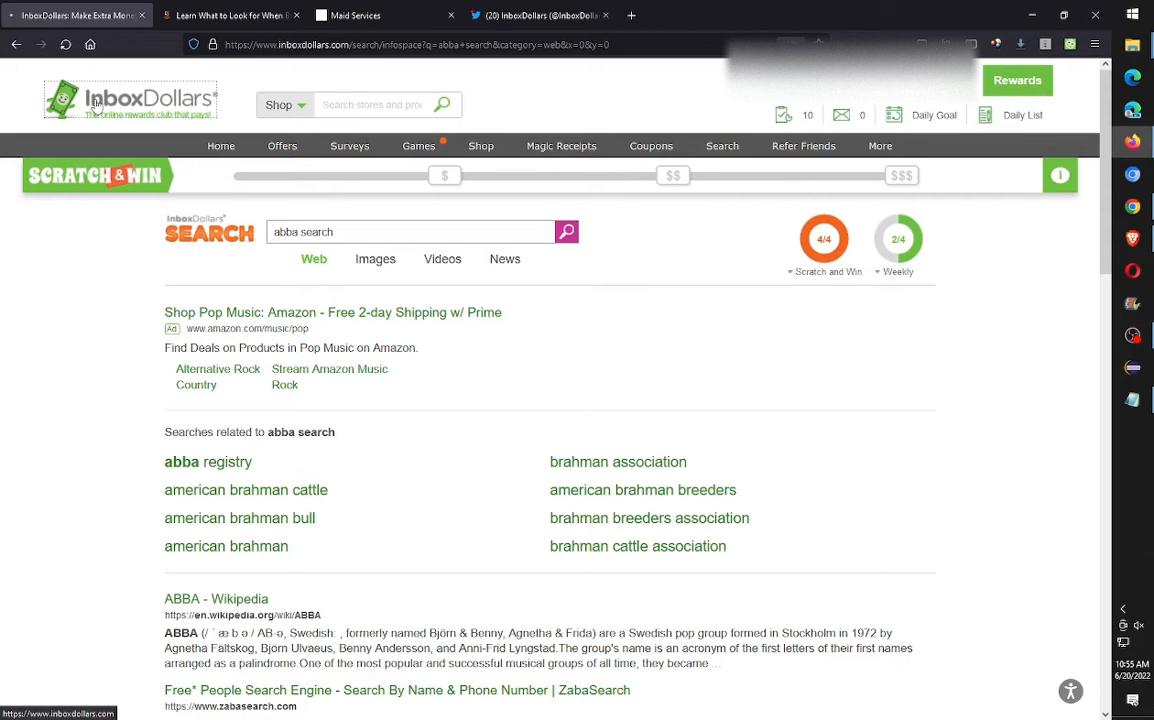 InboxDollars: Make Extra Mone
Learn What to Look for When B
Maid Services
(20) InboxDollars (@InboxDolla
https://www.inboxdollars.com/search/infospace?q=abba+search&category=web&x=0&y=0
InboxDollars®
The online rewards club that pays!
Shop
Search stores and prod
Rewards
10
0
Daily Goal
Daily List
Home
Offers
Surveys
Games
Shop
Magic Receipts
Coupons
Search
Refer Friends
More
SCRATCH & WIN
$
$$
$$$
i
InboxDollars®
SEARCH
abba search
4/4
2/4
Scratch and Win
Weekly
Web
Images
Videos
News
Shop Pop Music: Amazon - Free 2-day Shipping w/ Prime
Ad www.amazon.com/music/pop
Find Deals on Products in Pop Music on Amazon.
Alternative Rock
Stream Amazon Music
Country
Rock
Searches related to abba search
abba registry
brahman association
american brahman cattle
american brahman breeders
american brahman bull
brahman breeders association
american brahman
brahman cattle association
ABBA - Wikipedia
https://en.wikipedia.org/wiki/ABBA
ABBA (/ ˈ æ b ə / AB-ə, Swedish: , formerly named Björn & Benny, Agnetha & Frida) are a Swedish pop group formed in Stockholm in 1972 by
Agnetha Fältskog, Björn Ulvaeus, Benny Andersson, and Anni-Frid Lyngstad.The group's name is an acronym of the first letters of their first names
arranged as a palindrome.One of the most popular and successful musical groups of all time, they became ...
Free* People Search Engine - Search By Name & Phone Number | ZabaSearch
https://www.zabasearch.com
https://www.inboxdollars.com
10:55 AM
6/20/2022